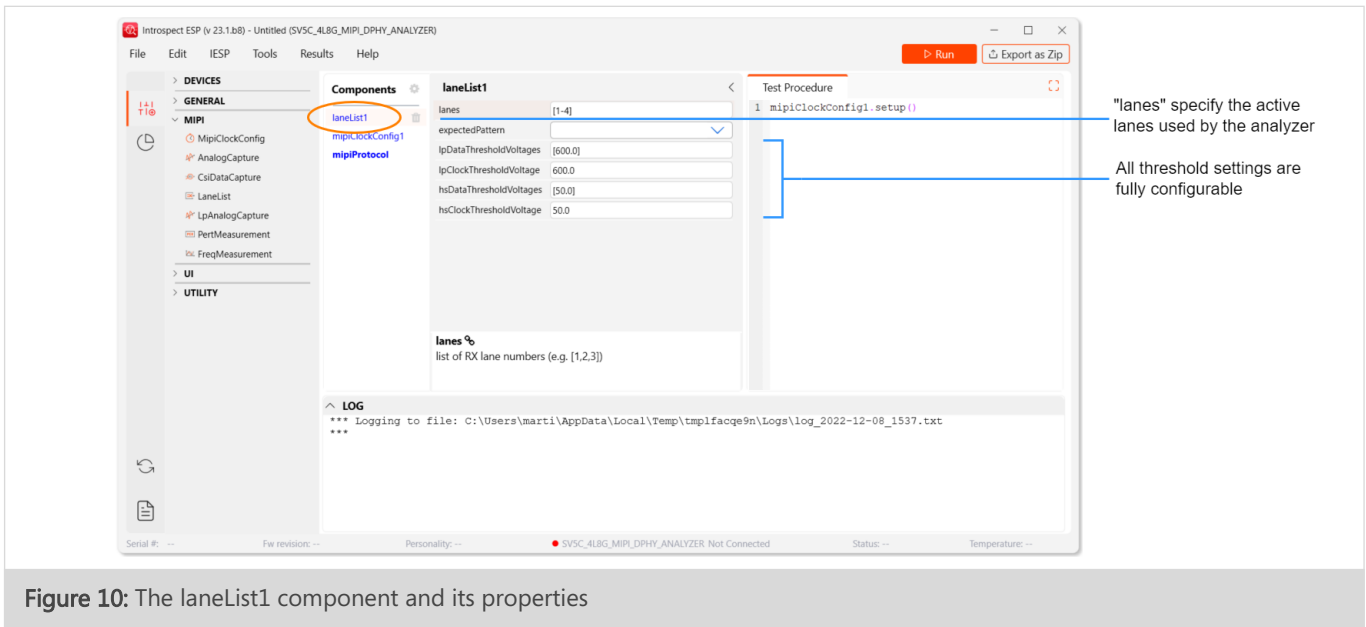 Introspect ESP (v 23.1.b8) - Untitled (SV5C_4L8G_MIPI_DPHY_ANALYZER)
File Edit IESP Tools Results Help
Run
Export as Zip
DEVICES
GENERAL
MIPI
MipiClockConfig
AnalogCapture
CsiDataCapture
LaneList
LpAnalogCapture
PertMeasurement
FreqMeasurement
UI
UTILITY
Components
laneList1
mipiClockConfig1
mipiProtocol
laneList1
lanes [1-4]
expectedPattern
lpDataThresholdVoltages [600.0]
lpClockThresholdVoltage 600.0
hsDataThresholdVoltages [50.0]
hsClockThresholdVoltage 50.0
lanes
list of RX lane numbers (e.g. [1,2,3])
Test Procedure
1 mipiClockConfig1.setup()
"lanes" specify the active
lanes used by the analyzer
All threshold settings are
fully configurable
LOG
*** Logging to file: C:\Users\marti\AppData\Local\Temp\tmplfacqe9n\Logs\log_2022-12-08_1537.txt
***
Serial #: -- Fw revision: -- Personality: -- SV5C_4L8G_MIPI_DPHY_ANALYZER Not Connected Status: -- Temperature: --
Figure 10: The laneList1 component and its properties